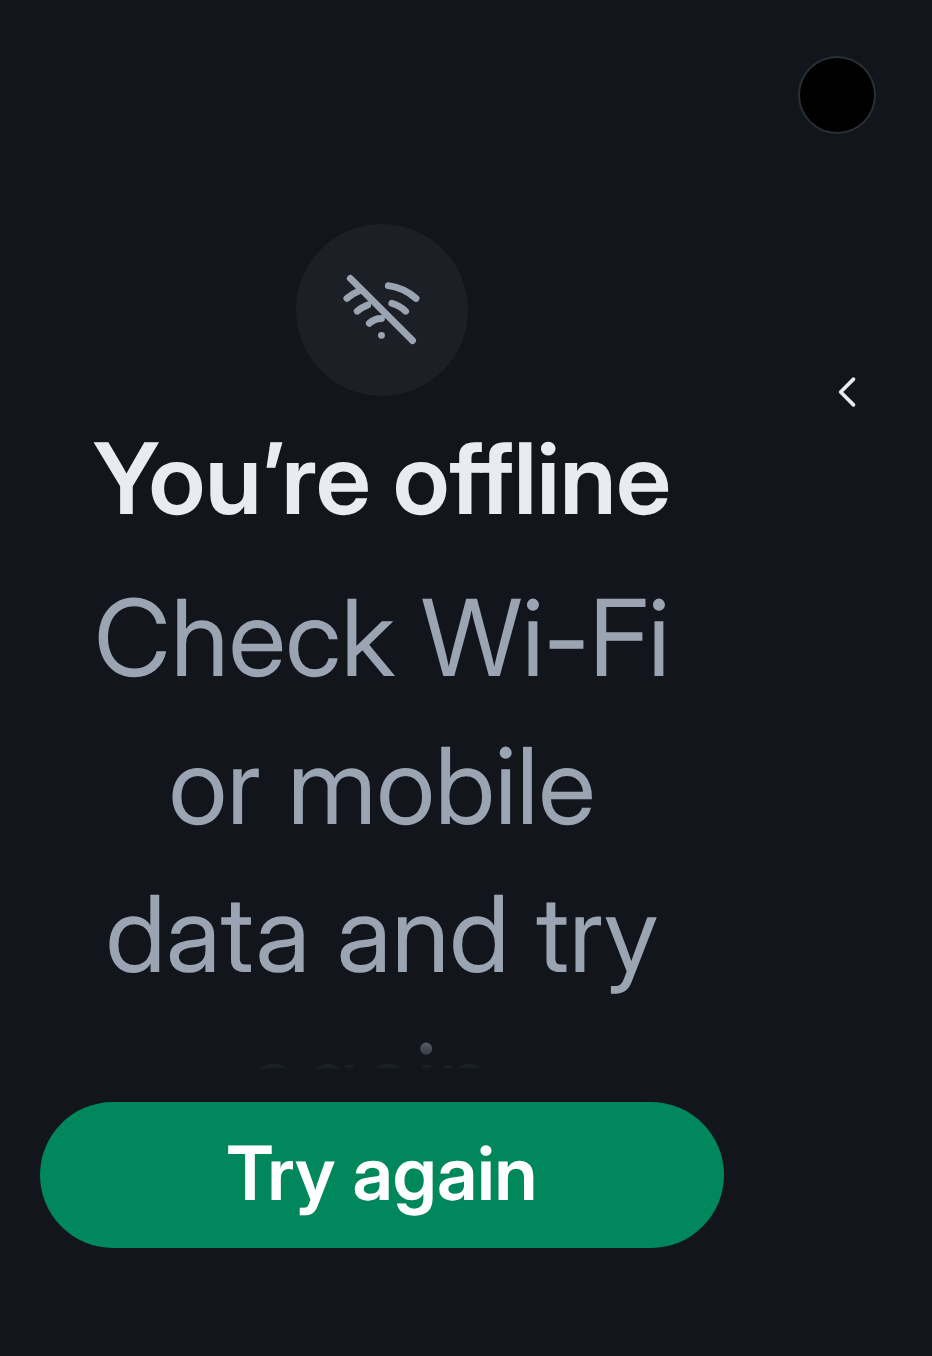 You’re offline
Check Wi-Fi
or mobile
data and try
Try again